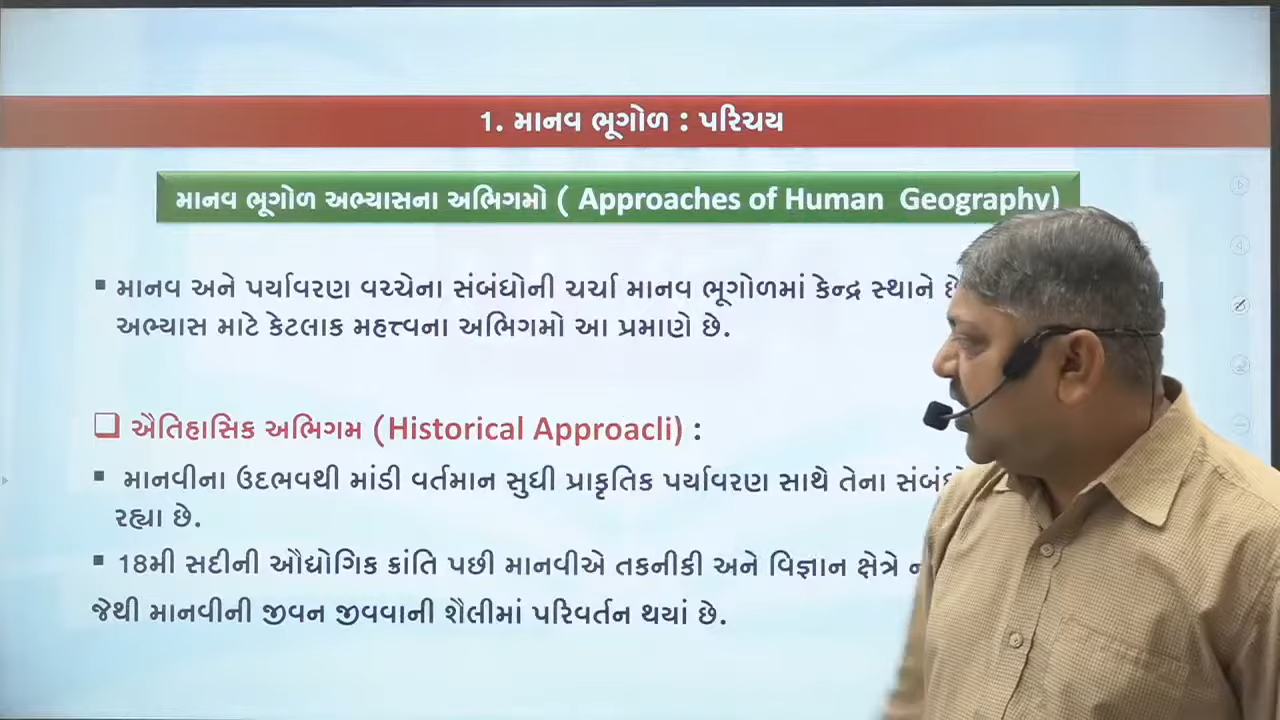 1. માનવ ભૂગોળ : પરિચય
માનવ ભૂગોળ અભ્યાસના અભિગમો ( Approaches of Human Geography)
▪ માનવ અને પર્યાવરણ વચ્ચેના સંબંધોની ચર્ચા માનવ ભૂગોળમાં કેન્દ્ર સ્થાને
અભ્યાસ માટે કેટલાક મહત્ત્વના અભિગમો આ પ્રમાણે છે.
❑ ઐતિહાસિક અભિગમ (Historical Approacli) :
▪ માનવીના ઉદભવથી માંડી વર્તમાન સુધી પ્રાકૃતિક પર્યાવરણ સાથે તેના
રહ્યા છે.
▪ 18મી સદીની ઔદ્યોગિક ક્રાંતિ પછી માનવીએ તકનીકી અને વિજ્ઞાન ક્ષેત્રે
જેથી માનવીની જીવન જીવવાની શૈલીમાં પરિવર્તન થયાં છે.